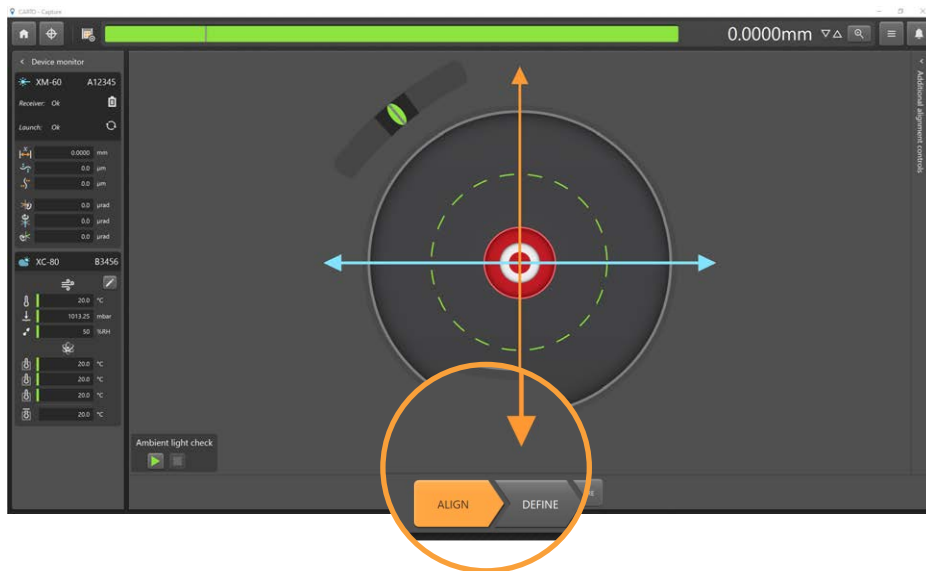 CARTO - Capture
0.0000mm
Device monitor
XM-60 A12345
Receiver: Ok
Launch: Ok
0.0000 mm
0.0 µm
0.0 µm
0.0 µrad
0.0 µrad
0.0 µrad
XC-80 B3456
20.0 °C
1013.25 mbar
50 %RH
20.0 °C
20.0 °C
20.0 °C
20.0 °C
Additional alignment controls
Ambient light check
ALIGN DEFINE